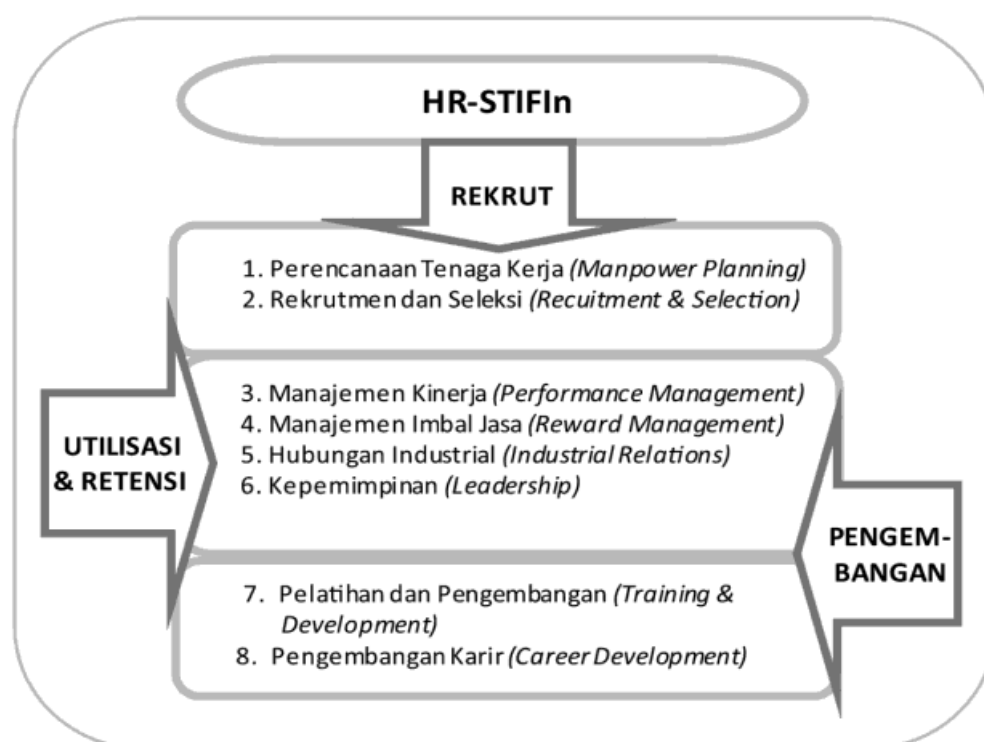 HR-STIFIn
REKRUT
1. Perencanaan Tenaga Kerja (Manpower Planning)
2. Rekrutmen dan Seleksi (Recuitment & Selection)
UTILISASI
& RETENSI
3. Manajemen Kinerja (Performance Management)
4. Manajemen Imbal Jasa (Reward Management)
5. Hubungan Industrial (Industrial Relations)
6. Kepemimpinan (Leadership)
PENGEM-
BANGAN
7. Pelatihan dan Pengembangan (Training &
Development)
8. Pengembangan Karir (Career Development)